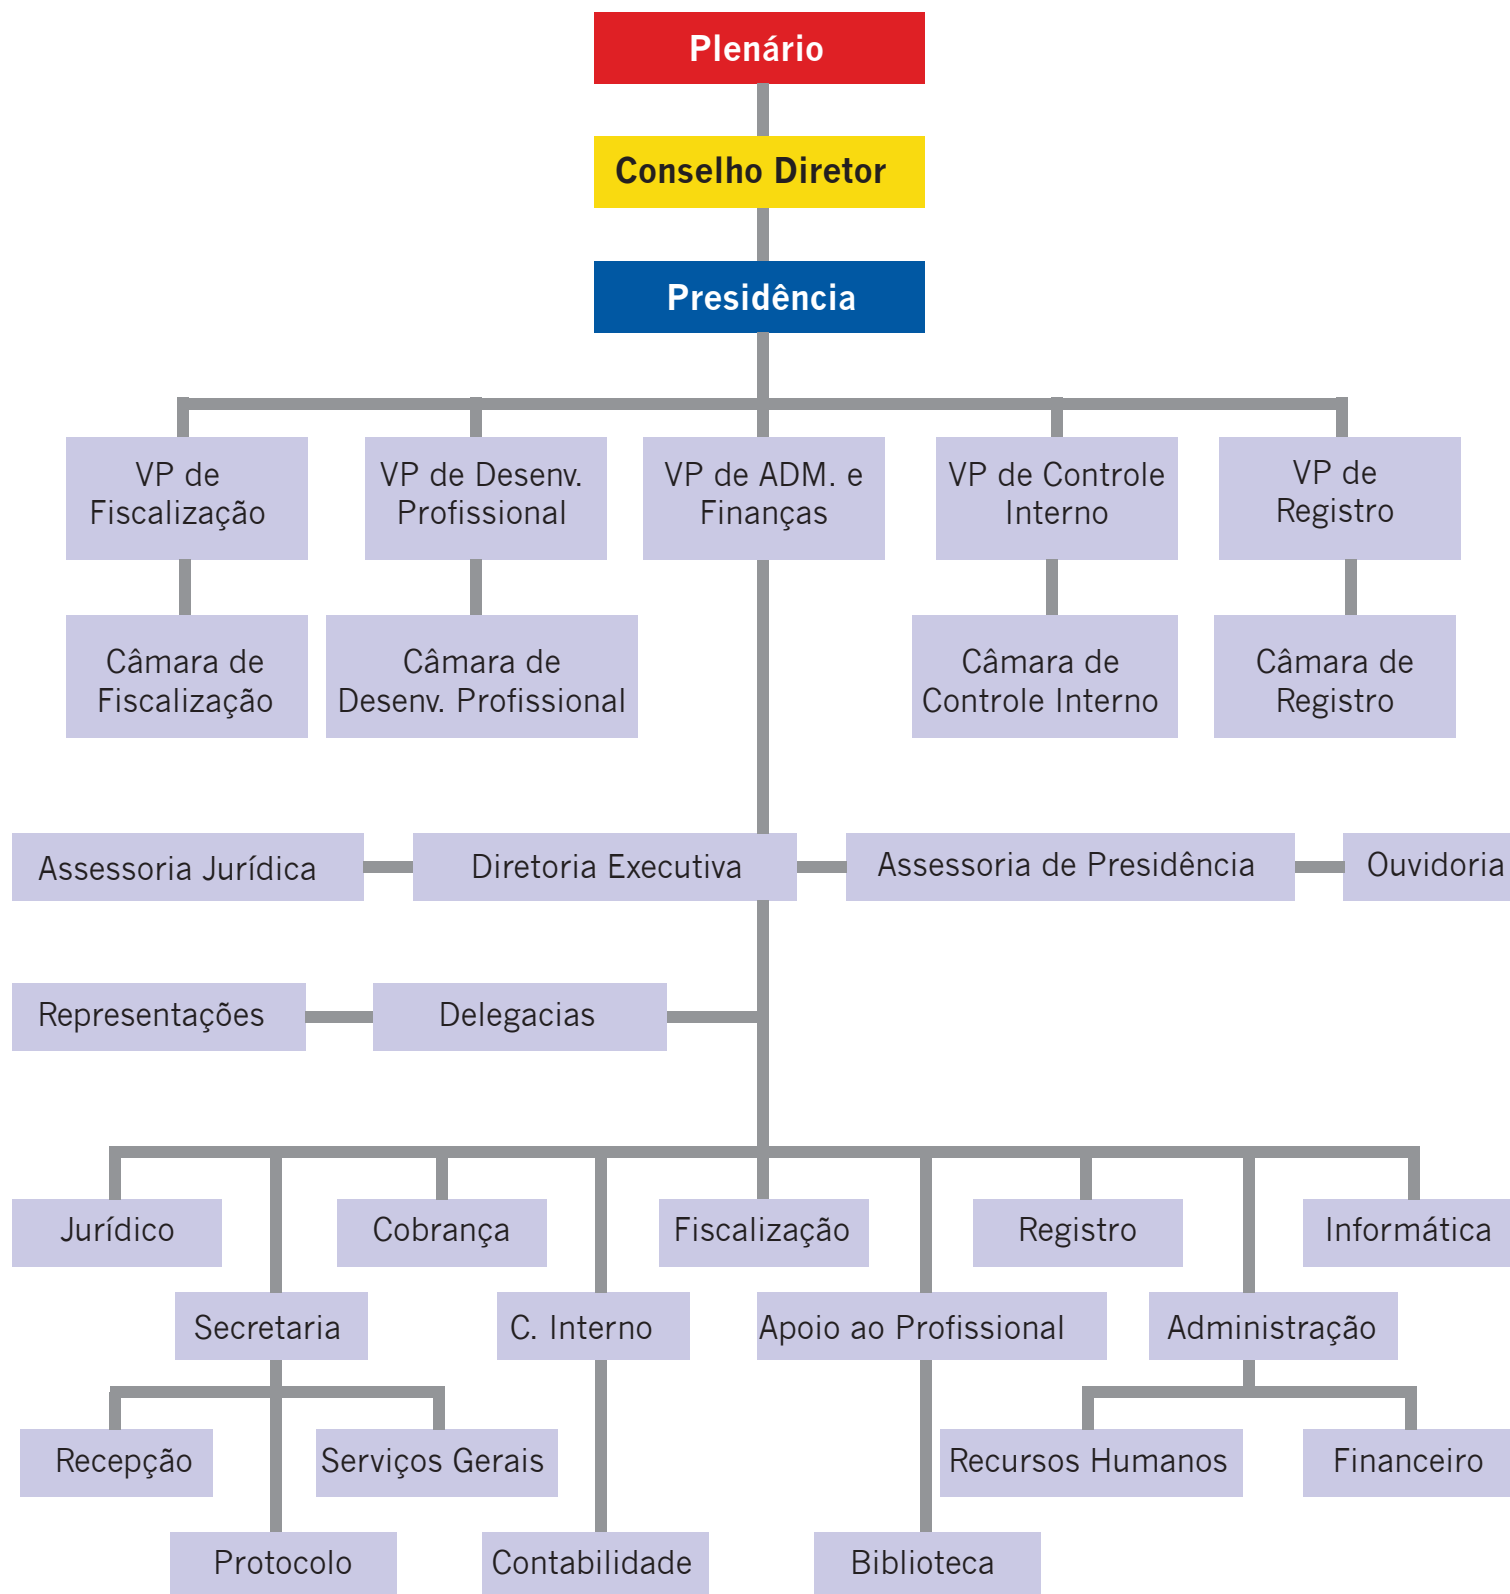 Plenário
Conselho Diretor
Presidência
VP de
Fiscalização
VP de Desenv.
Profissional
VP de ADM. e
Finanças
VP de Controle
Interno
VP de
Registro
Câmara de
Fiscalização
Câmara de
Desenv. Profissional
Câmara de
Controle Interno
Câmara de
Registro
Assessoria Jurídica
Diretoria Executiva
Assessoria de Presidência
Ouvidoria
Representações
Delegacias
Jurídico
Cobrança
Fiscalização
Registro
Informática
Secretaria
C. Interno
Apoio ao Profissional
Administração
Recepção
Serviços Gerais
Recursos Humanos
Financeiro
Protocolo
Contabilidade
Biblioteca